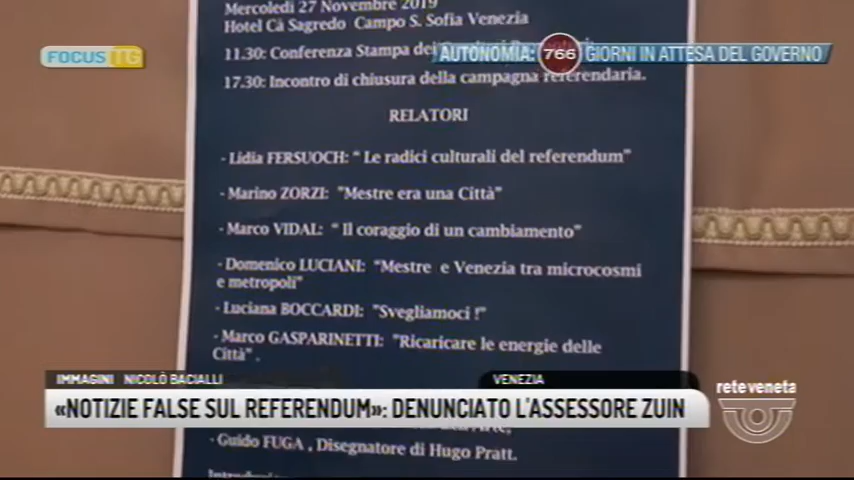 Mercoledì 27 Novembre 2019
Hotel Cà Sagredo Campo S. Sofia Venezia
FOCUS TG
AUTONOMIA: 766 GIORNI IN ATTESA DEL GOVERNO
11.30: Conferenza Stampa dei
17.30: Incontro di chiusura della campagna referendaria.
RELATORI
- Lidia FERSUOCH: “ Le radici culturali del referendum”
- Marino ZORZI: "Mestre era una Città"
- Marco VIDAL: “ Il coraggio di un cambiamento”
- Domenico LUCIANI: “Mestre e Venezia tra microcosmi
e metropoli”
- Luciana BOCCARDI: "Svegliamoci !"
- Marco GASPARINETTI: "Ricaricare le energie delle
Città" .
IMMAGINI NICOLÒ BACIALLI
VENEZIA
reteveneta
«NOTIZIE FALSE SUL REFERENDUM»: DENUNCIATO L'ASSESSORE ZUIN
- Guido FUGA , Disegnatore di Hugo Pratt.